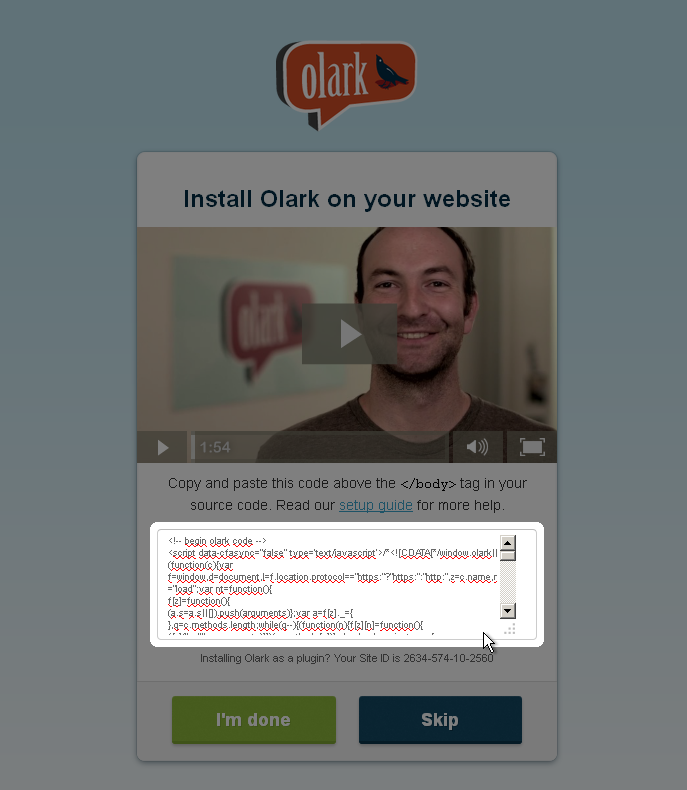 olark
Install Olark on your website
olark
1:54
Copy and paste this code above the </body> tag in your
source code. Read our setup guide for more help.
<!-- begin olark code -->
<script data-cfasync="false" type='text/javascript'>/*<![CDATA[*/window.olark||
(function(c){var
f=window,d=document,l=f.location.protocol=="https:"?"https:":"http:",z=c.name,r
="load";var nt=function(){
f[z]=function(){
(a.s=a.s||[]).push(arguments)};var a=f[z]._={
},q=c.methods.length;while(q--){(function(n){f[z][n]=function(){
Installing Olark as a plugin? Your Site ID is 2634-574-10-2560
I'm done
Skip